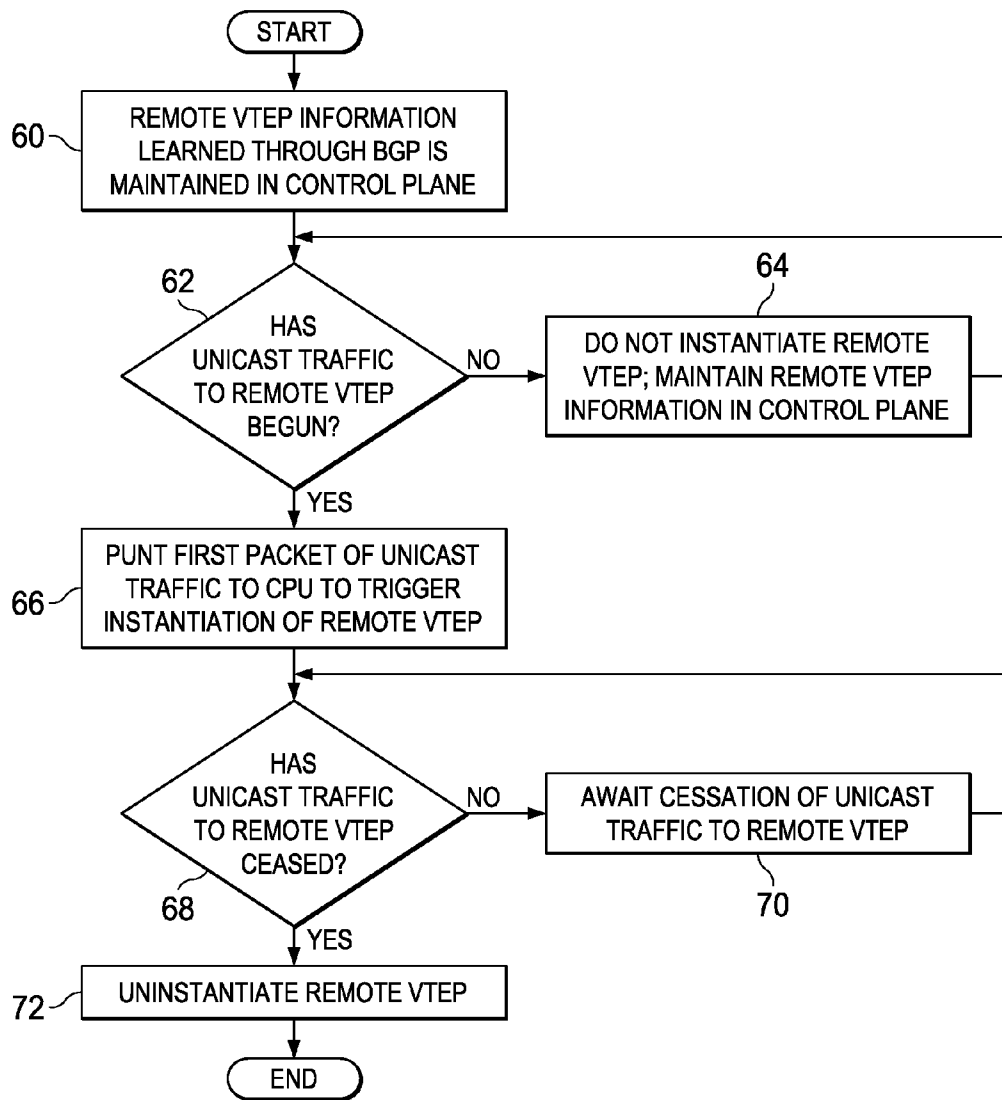 START
60
REMOTE VTEP INFORMATION
LEARNED THROUGH BGP IS
MAINTAINED IN CONTROL PLANE
62
HAS
UNICAST TRAFFIC
TO REMOTE VTEP
BEGUN?
NO
64
DO NOT INSTANTIATE REMOTE
VTEP; MAINTAIN REMOTE VTEP
INFORMATION IN CONTROL PLANE
YES
66
PUNT FIRST PACKET OF UNICAST
TRAFFIC TO CPU TO TRIGGER
INSTANTIATION OF REMOTE VTEP
HAS
UNICAST TRAFFIC
TO REMOTE VTEP
CEASED?
68
NO
AWAIT CESSATION OF UNICAST
TRAFFIC TO REMOTE VTEP
70
YES
72
UNINSTANTIATE REMOTE VTEP
END